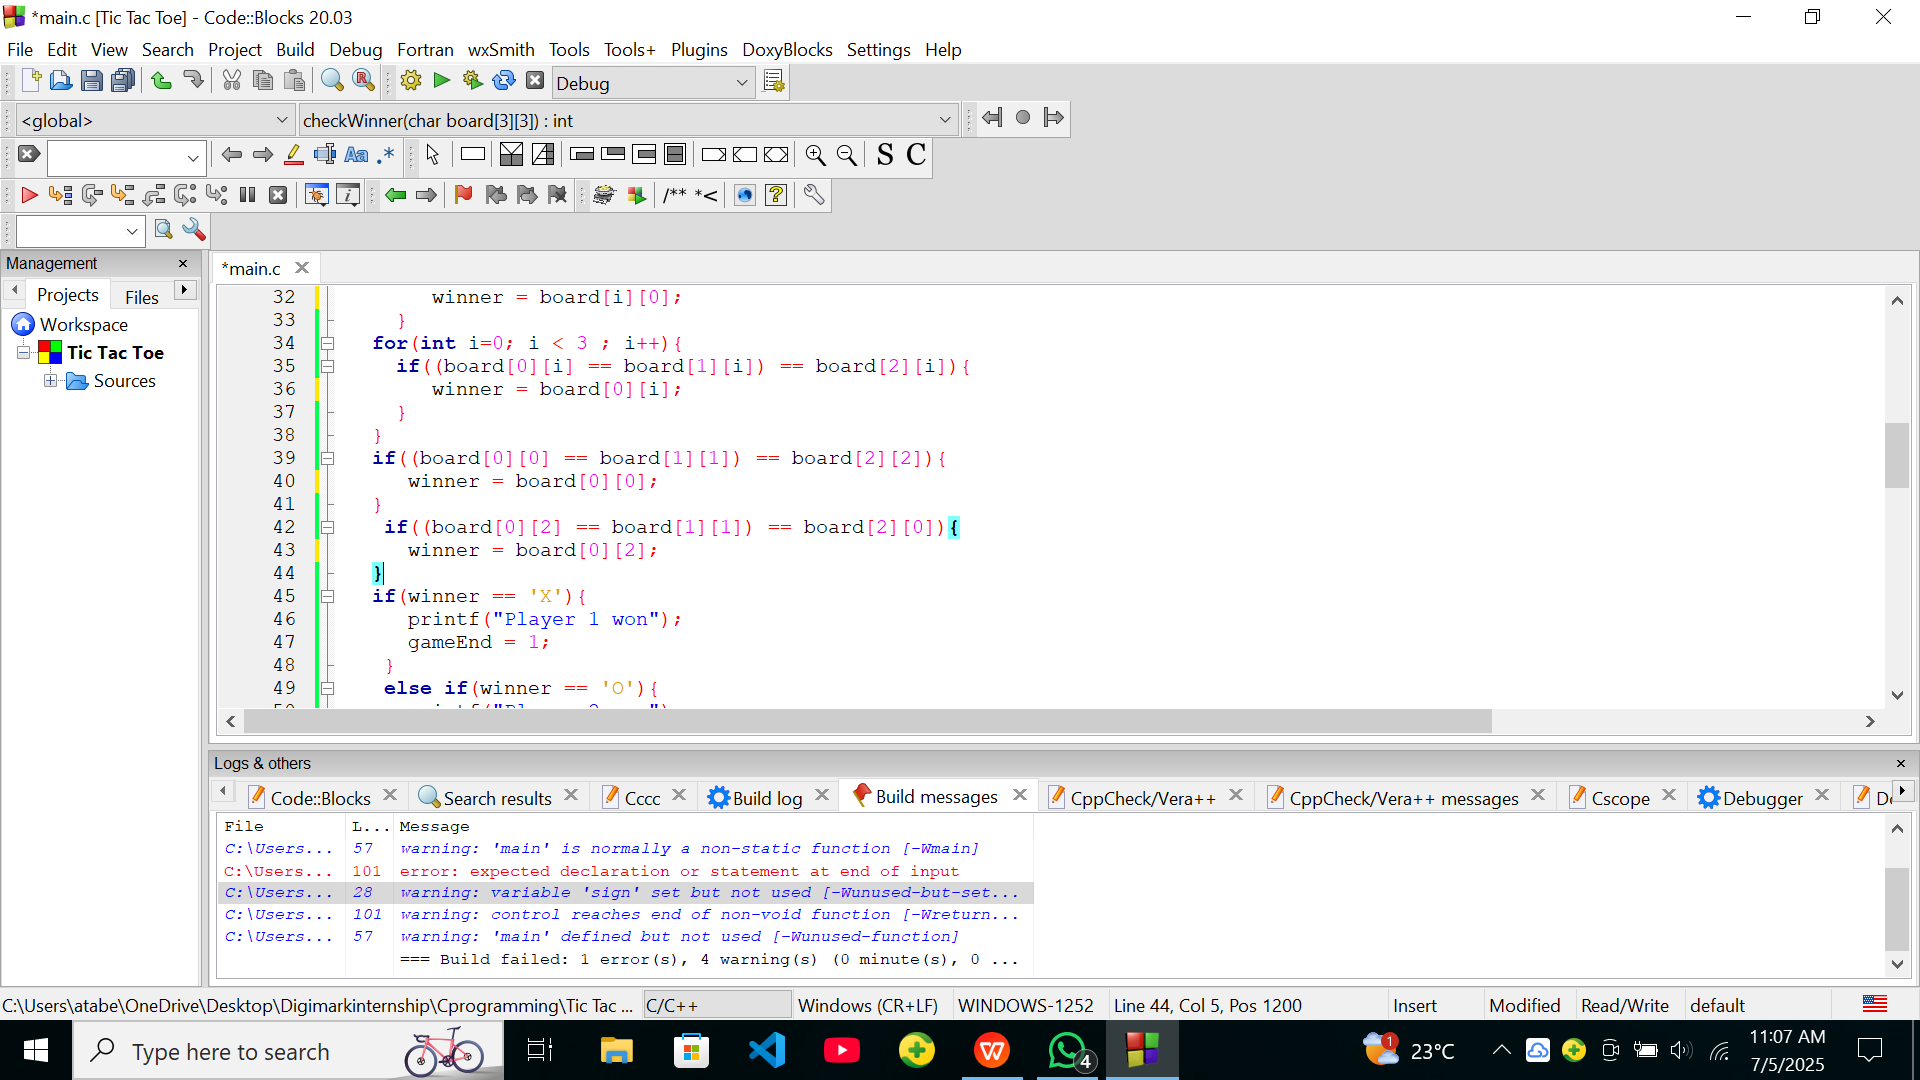 *main.c [Tic Tac Toe] - Code::Blocks 20.03
File Edit View Search Project Build Debug Fortran wxSmith Tools Tools+ Plugins DoxyBlocks Settings Help
Debug
<global> checkWinner(char board[3][3]) : int
Aa .* S C
/** *<
Management
*main.c
Projects Files
Workspace
Tic Tac Toe
Sources
32 winner = board[i][0];
33 }
34 for(int i=0; i < 3 ; i++){
35 if((board[0][i] == board[1][i]) == board[2][i]){
36 winner = board[0][i];
37 }
38 }
39 if((board[0][0] == board[1][1]) == board[2][2]){
40 winner = board[0][0];
41 }
42 if((board[0][2] == board[1][1]) == board[2][0]){
43 winner = board[0][2];
44 }
45 if(winner == 'X'){
46 printf("Player 1 won");
47 gameEnd = 1;
48 }
49 else if(winner == 'O'){
Logs & others
Code::Blocks Search results Cccc Build log Build messages CppCheck/Vera++ CppCheck/Vera++ messages Cscope Debugger
File L... Message
C:\Users... 57 warning: 'main' is normally a non-static function [-Wmain]
C:\Users... 101 error: expected declaration or statement at end of input
C:\Users... 28 warning: variable 'sign' set but not used [-Wunused-but-set...
C:\Users... 101 warning: control reaches end of non-void function [-Wreturn...
C:\Users... 57 warning: 'main' defined but not used [-Wunused-function]
=== Build failed: 1 error(s), 4 warning(s) (0 minute(s), 0 ...
C:\Users\atabe\OneDrive\Desktop\Digimarkinternship\Cprogramming\Tic Tac ... C/C++ Windows (CR+LF) WINDOWS-1252 Line 44, Col 5, Pos 1200 Insert Modified Read/Write default
Type here to search
4
1
23°C
11:07 AM
7/5/2025